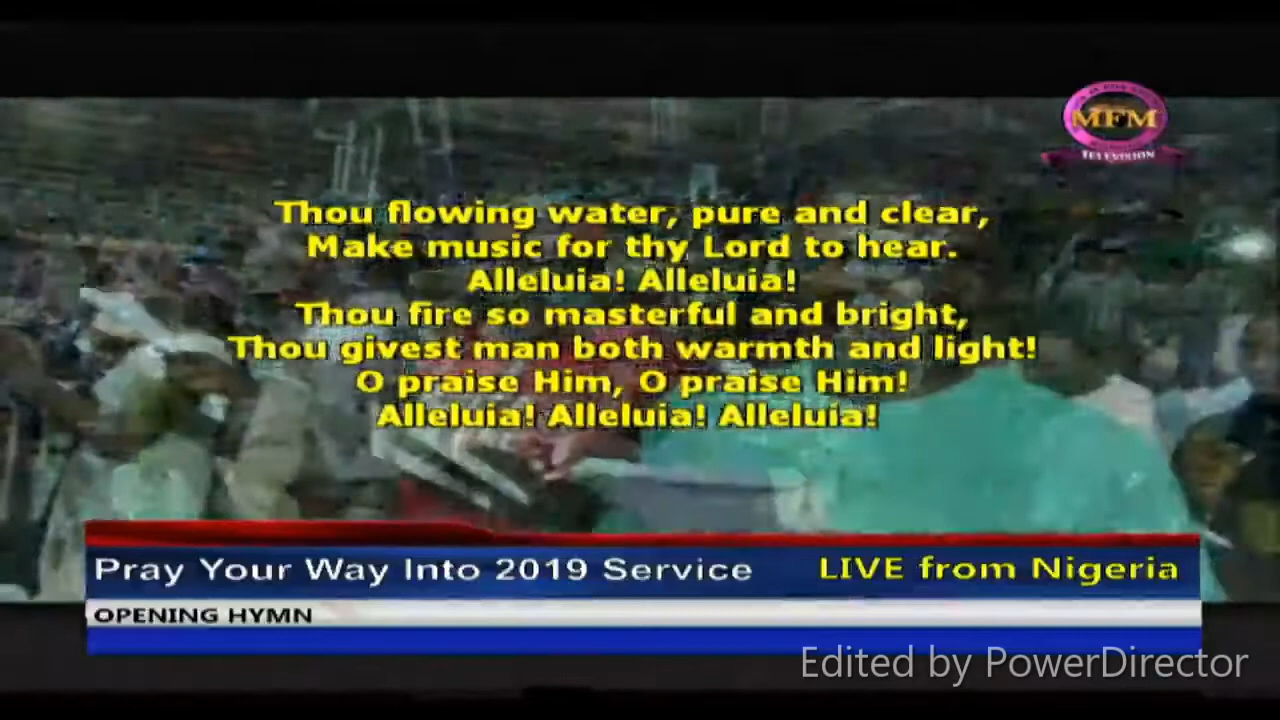 MFM
TELEVISION
Thou flowing water, pure and clear,
Make music for thy Lord to hear.
Alleluia! Alleluia!
Thou fire so masterful and bright,
Thou givest man both warmth and light!
O praise Him, O praise Him!
Alleluia! Alleluia! Alleluia!
Pray Your Way Into 2019 Service
LIVE from Nigeria
OPENING HYMN
Edited by PowerDirector